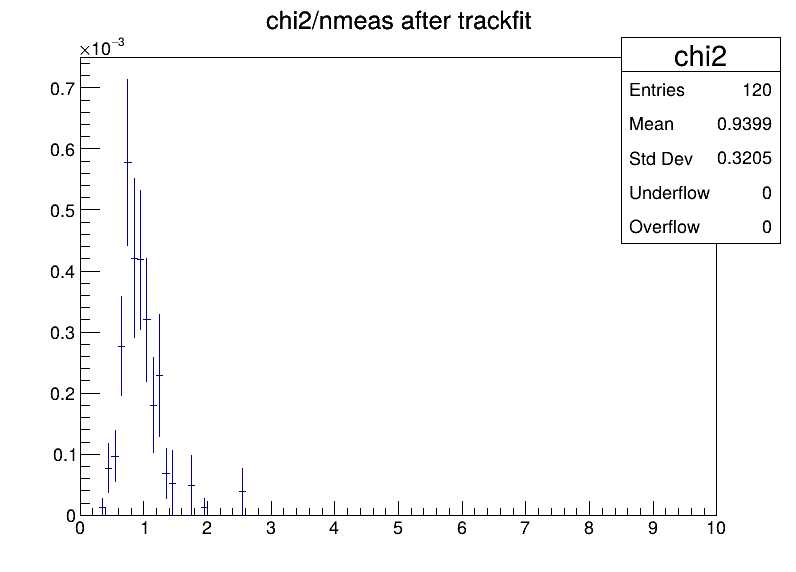 chi2/nmeas after trackfit
×10⁻³
chi2
Entries 120
Mean 0.9399
Std Dev 0.3205
Underflow 0
Overflow 0
0.7
0.6
0.5
0.4
0.3
0.2
0.1
0
0 1 2 3 4 5 6 7 8 9 10